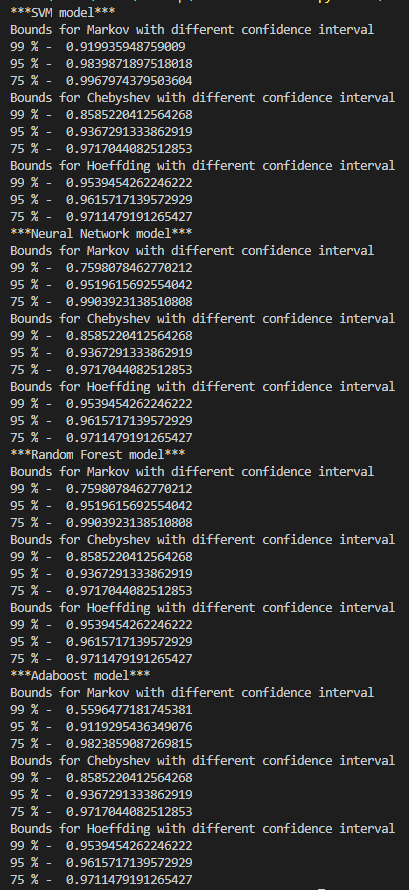 ***SVM model***
Bounds for Markov with different confidence interval
99 % -  0.919935948759009
95 % -  0.9839871897518018
75 % -  0.9967974379503604
Bounds for Chebyshev with different confidence interval
99 % -  0.8585220412564268
95 % -  0.9367291333862919
75 % -  0.9717044082512853
Bounds for Hoeffding with different confidence interval
99 % -  0.9539454262246222
95 % -  0.9615717139572929
75 % -  0.9711479191265427
***Neural Network model***
Bounds for Markov with different confidence interval
99 % -  0.7598078462770212
95 % -  0.9519615692554042
75 % -  0.9903923138510808
Bounds for Chebyshev with different confidence interval
99 % -  0.8585220412564268
95 % -  0.9367291333862919
75 % -  0.9717044082512853
Bounds for Hoeffding with different confidence interval
99 % -  0.9539454262246222
95 % -  0.9615717139572929
75 % -  0.9711479191265427
***Random Forest model***
Bounds for Markov with different confidence interval
99 % -  0.7598078462770212
95 % -  0.9519615692554042
75 % -  0.9903923138510808
Bounds for Chebyshev with different confidence interval
99 % -  0.8585220412564268
95 % -  0.9367291333862919
75 % -  0.9717044082512853
Bounds for Hoeffding with different confidence interval
99 % -  0.9539454262246222
95 % -  0.9615717139572929
75 % -  0.9711479191265427
***Adaboost model***
Bounds for Markov with different confidence interval
99 % -  0.5596477181745381
95 % -  0.9119295436349076
75 % -  0.9823859087269815
Bounds for Chebyshev with different confidence interval
99 % -  0.8585220412564268
95 % -  0.9367291333862919
75 % -  0.9717044082512853
Bounds for Hoeffding with different confidence interval
99 % -  0.9539454262246222
95 % -  0.9615717139572929
75 % -  0.9711479191265427